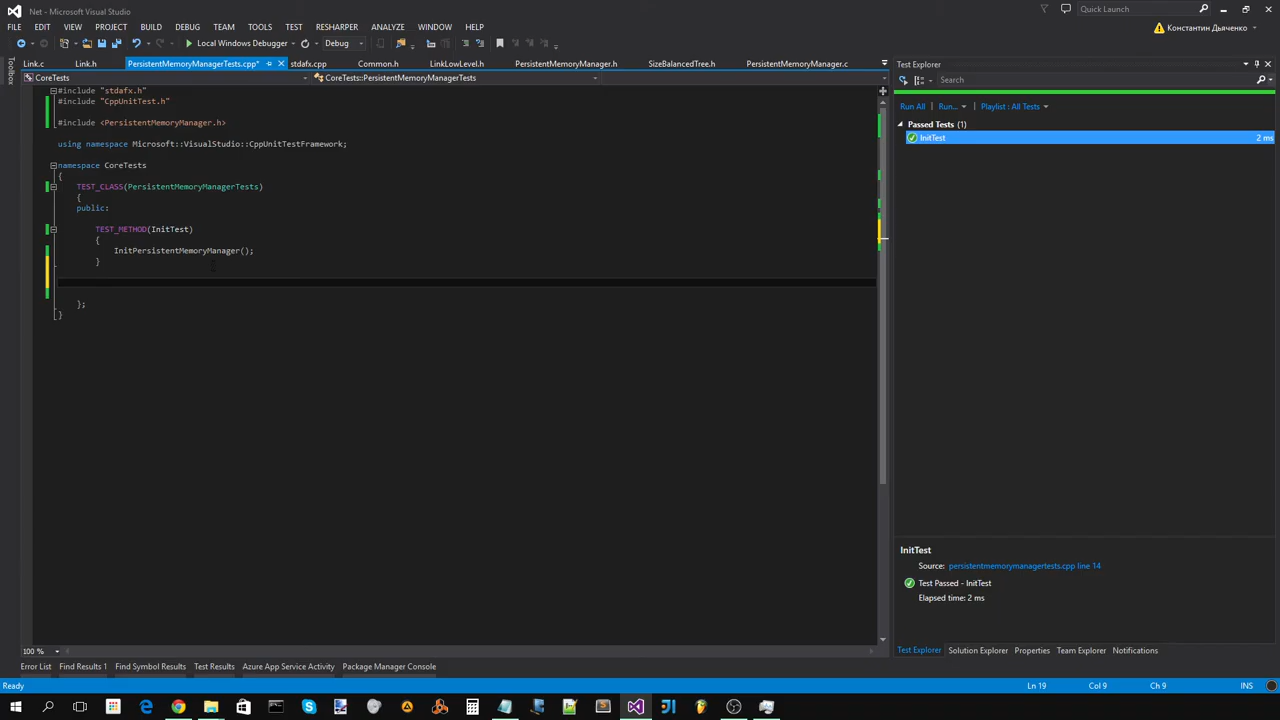 Net - Microsoft Visual Studio
Quick Launch
FILE EDIT VIEW PROJECT BUILD DEBUG TEAM TOOLS TEST RESHARPER ANALYZE WINDOW HELP
Константин Дьяченко
Local Windows Debugger Debug
Link.c Link.h PersistentMemoryManagerTests.cpp* stdafx.cpp Common.h LinkLowLevel.h PersistentMemoryManager.h SizeBalancedTree.h PersistentMemoryManager.c
Toolbox
CoreTests CoreTests::PersistentMemoryManagerTests
#include "stdafx.h"
#include "CppUnitTest.h"
#include <PersistentMemoryManager.h>
using namespace Microsoft::VisualStudio::CppUnitTestFramework;
namespace CoreTests
{
TEST_CLASS(PersistentMemoryManagerTests)
{
public:
TEST_METHOD(InitTest)
{
InitPersistentMemoryManager();
}
};
}
100 %
Test Explorer
Search
Run All Run... Playlist : All Tests
Passed Tests (1)
InitTest 2 ms
InitTest
Source: persistentmemorymanagertests.cpp line 14
Test Passed - InitTest
Elapsed time: 2 ms
Test Explorer Solution Explorer Properties Team Explorer Notifications
Error List Find Results 1 Find Symbol Results Test Results Azure App Service Activity Package Manager Console
Ready Ln 19 Col 9 Ch 9 INS